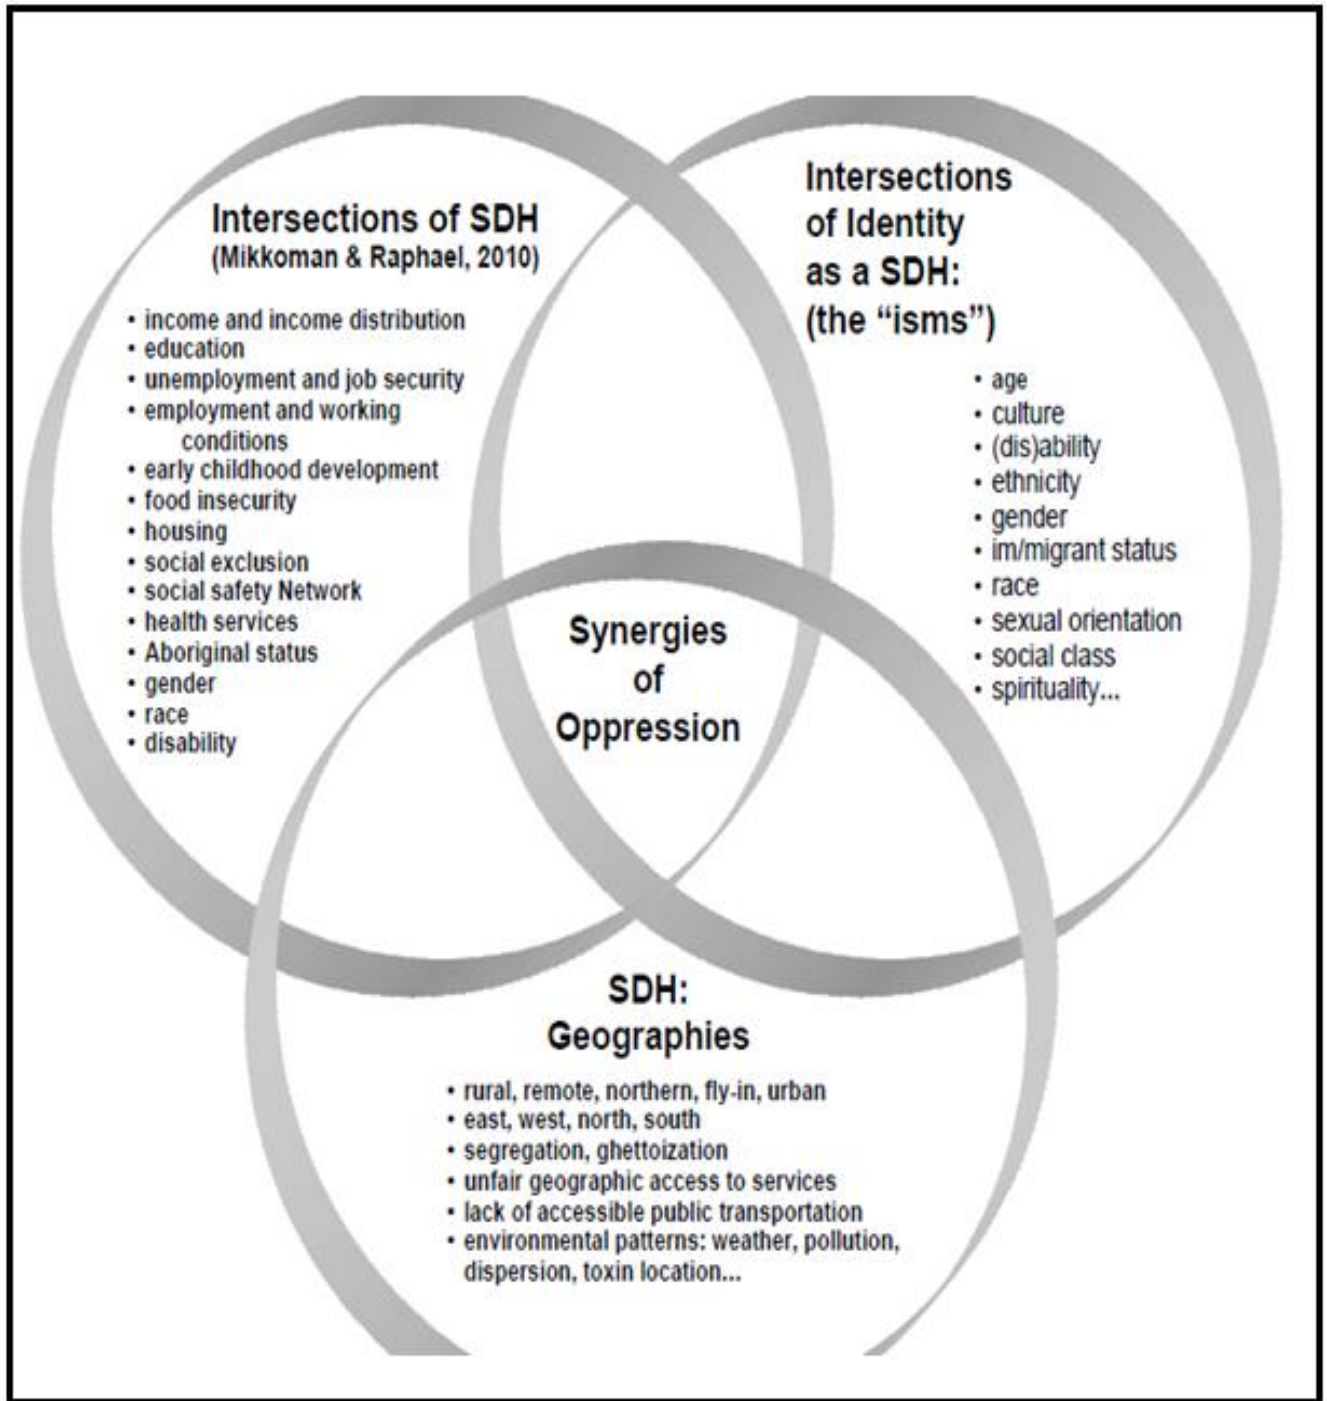 Intersections of SDH
(Mikkoman & Raphael, 2010)
• income and income distribution
• education
• unemployment and job security
• employment and working
conditions
• early childhood development
• food insecurity
• housing
• social exclusion
• social safety Network
• health services
• Aboriginal status
• gender
• race
• disability
Intersections
of Identity
as a SDH:
(the “isms”)
• age
• culture
• (dis)ability
• ethnicity
• gender
• im/migrant status
• race
• sexual orientation
• social class
• spirituality...
Synergies
of
Oppression
SDH:
Geographies
• rural, remote, northern, fly-in, urban
• east, west, north, south
• segregation, ghettoization
• unfair geographic access to services
• lack of accessible public transportation
• environmental patterns: weather, pollution,
dispersion, toxin location...